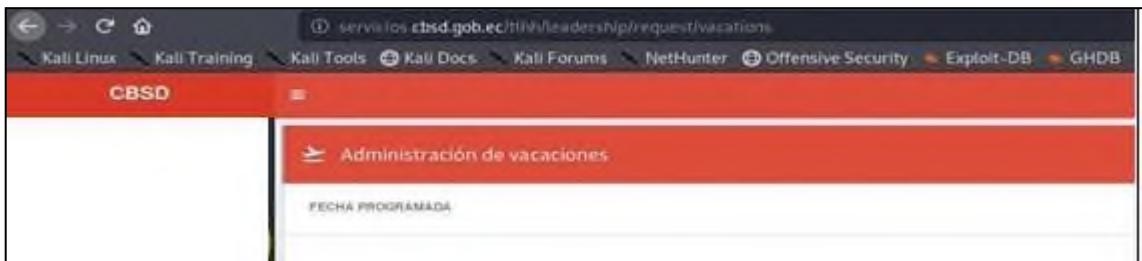 servicios.cbsd.gob.ec/tthh/leadership/request/vacations
Kali Linux Kali Training Kali Tools Kali Docs Kali Forums NetHunter Offensive Security Exploit-DB GHDB
CBSD
Administración de vacaciones
FECHA PROGRAMADA